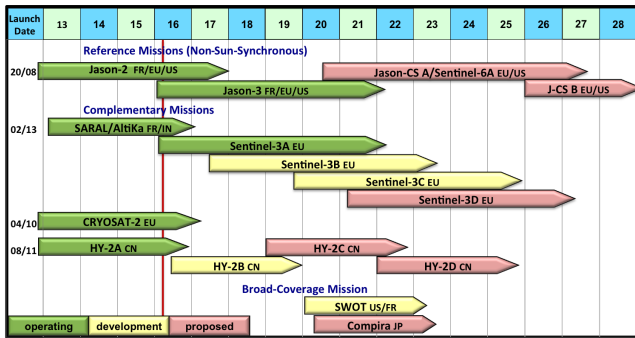 Launch Date 13 14 15 16 17 18 19 20 21 22 23 24 25 26 27 28
Reference Missions (Non-Sun-Synchronous)
20/08 Jason-2 FR/EU/US Jason-CS A/Sentinel-6A EU/US
Jason-3 FR/EU/US J-CS B EU/US
Complementary Missions
02/13 SARAL/AltiKa FR/IN
Sentinel-3A EU
Sentinel-3B EU
Sentinel-3C EU
Sentinel-3D EU
04/10 CRYOSAT-2 EU
08/11 HY-2A CN HY-2C CN
HY-2B CN HY-2D CN
Broad-Coverage Mission
SWOT US/FR
operating development proposed Compira JP